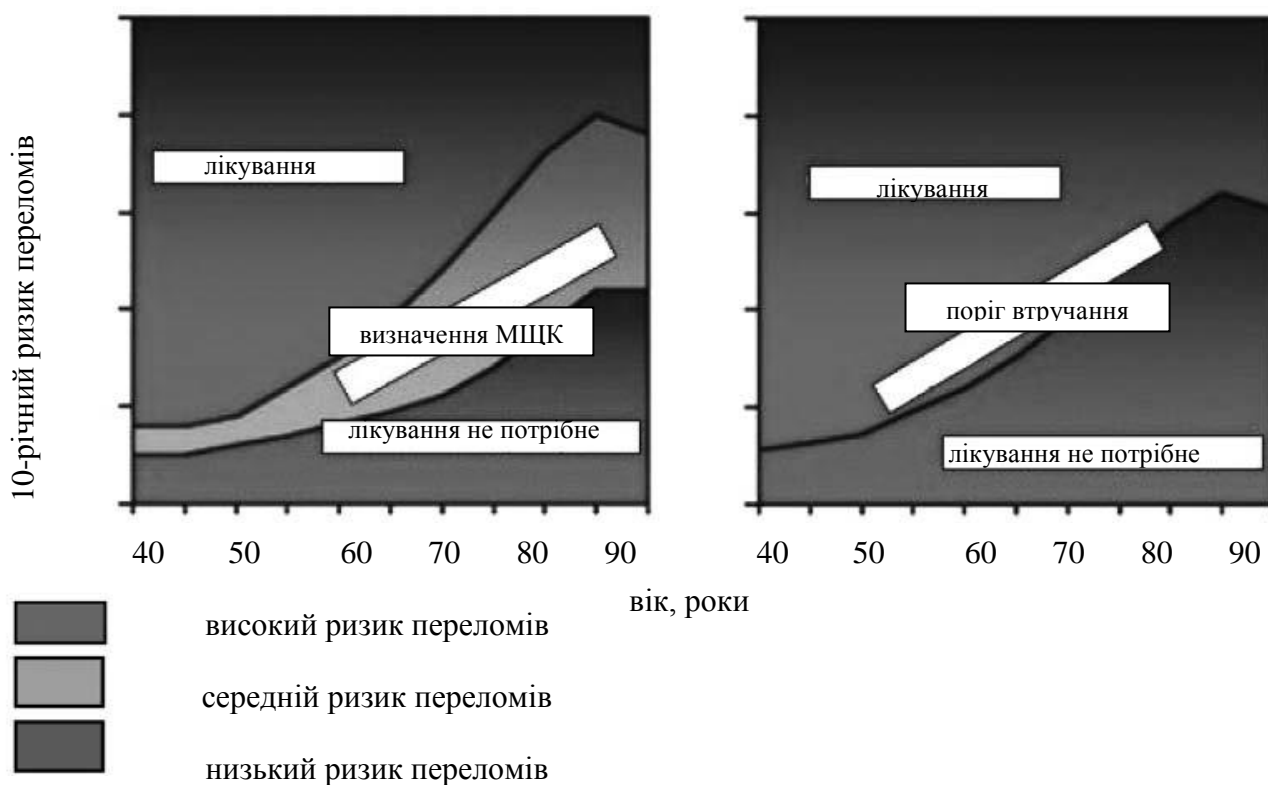 10-річний ризик переломів
лікування
визначення МЩК
лікування не потрібне
40 50 60 70 80 90
лікування
поріг втручання
лікування не потрібне
40 50 60 70 80 90
вік, роки
високий ризик переломів
середній ризик переломів
низький ризик переломів